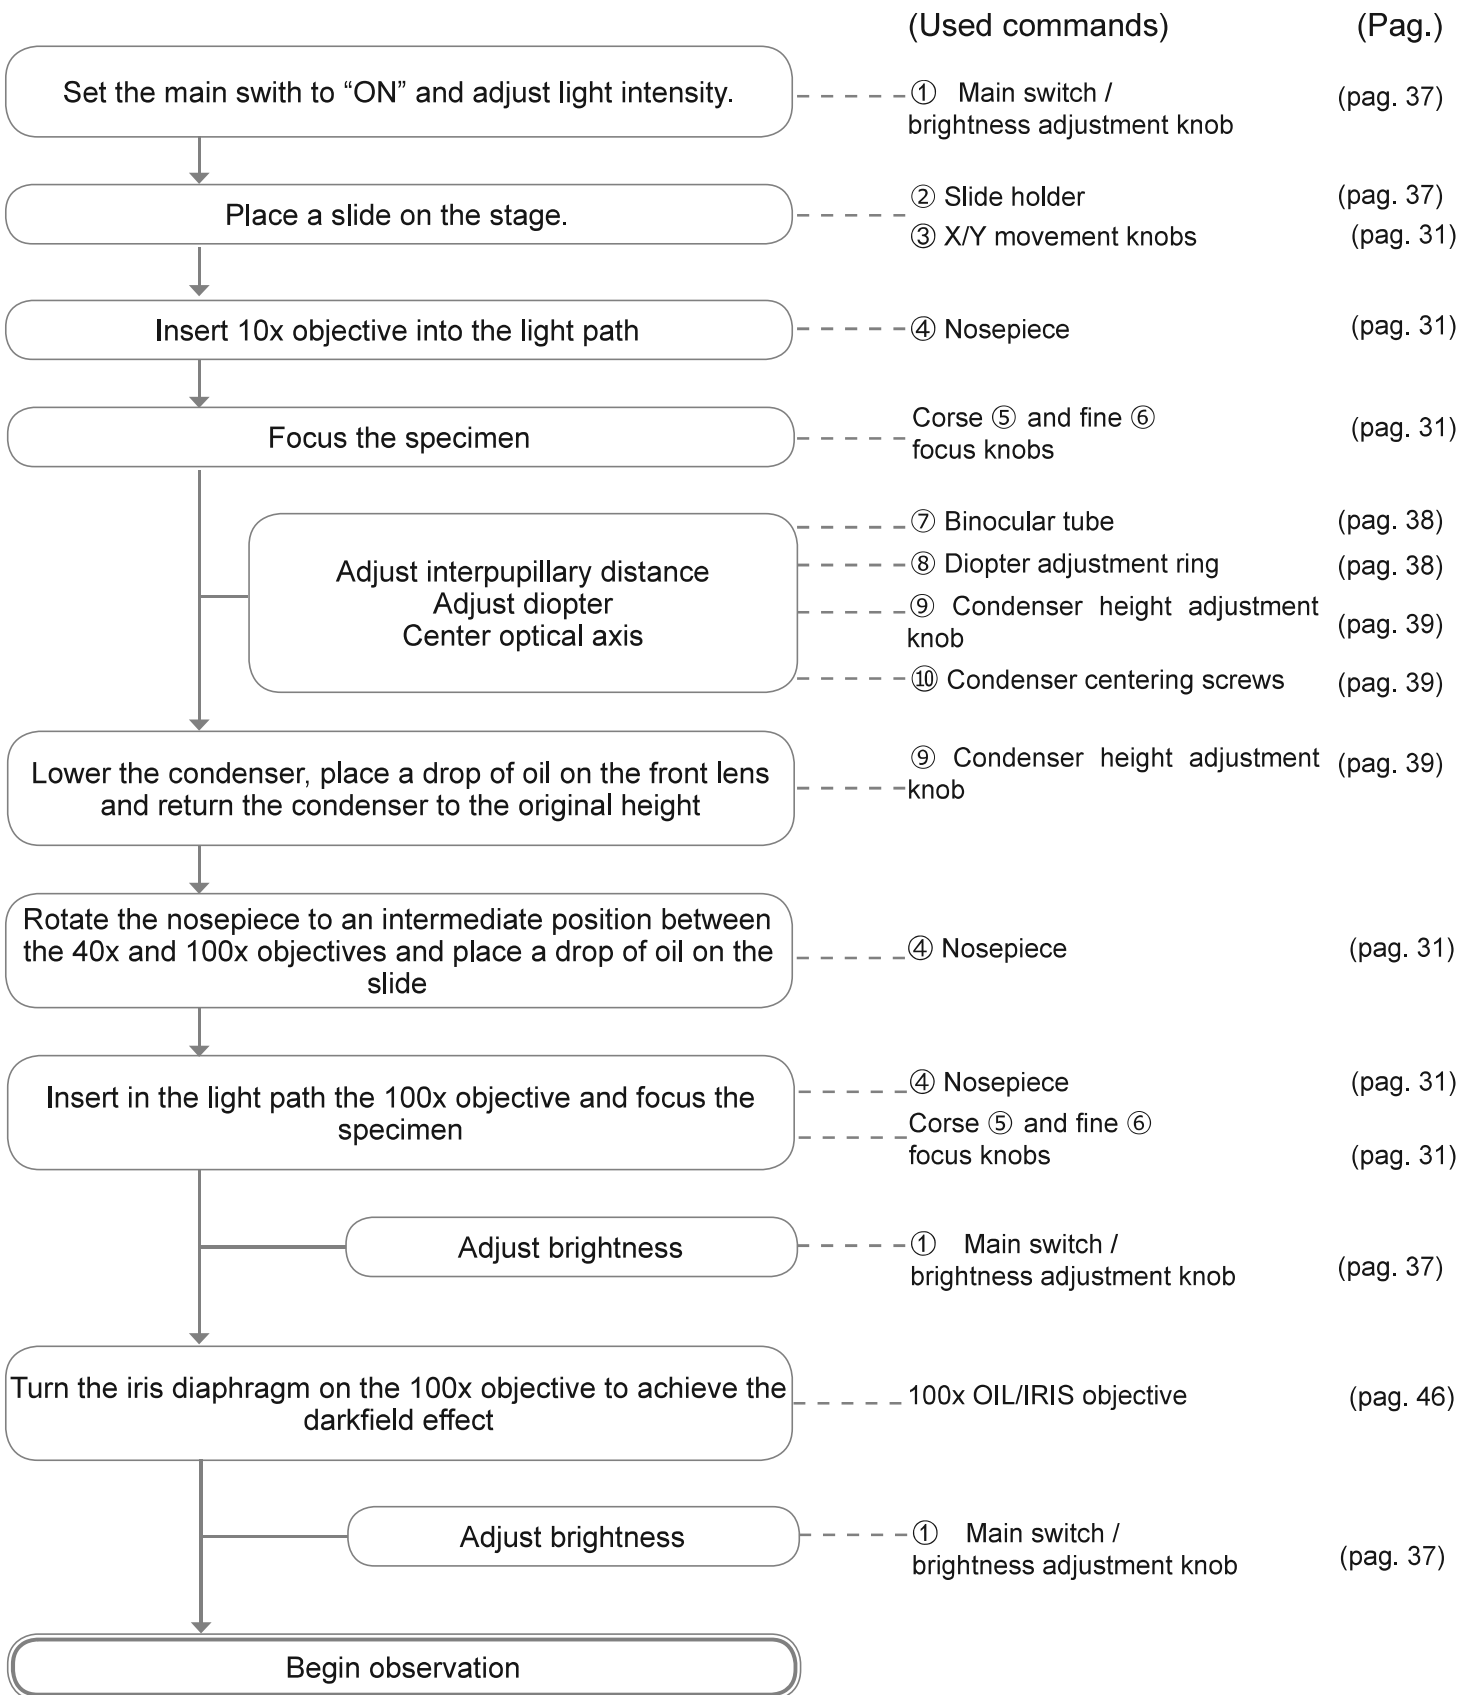 (Used commands) (Pag.)
Set the main swith to “ON” and adjust light intensity.
① Main switch /
brightness adjustment knob
(pag. 37)
Place a slide on the stage.
② Slide holder (pag. 37)
③ X/Y movement knobs (pag. 31)
Insert 10x objective into the light path
④ Nosepiece (pag. 31)
Focus the specimen
Corse ⑤ and fine ⑥
focus knobs
(pag. 31)
Adjust interpupillary distance
Adjust diopter
Center optical axis
⑦ Binocular tube (pag. 38)
⑧ Diopter adjustment ring (pag. 38)
⑨ Condenser height adjustment
knob
(pag. 39)
⑩ Condenser centering screws (pag. 39)
Lower the condenser, place a drop of oil on the front lens
and return the condenser to the original height
⑨ Condenser height adjustment
knob
(pag. 39)
Rotate the nosepiece to an intermediate position between
the 40x and 100x objectives and place a drop of oil on the
slide
④ Nosepiece (pag. 31)
Insert in the light path the 100x objective and focus the
specimen
④ Nosepiece (pag. 31)
Corse ⑤ and fine ⑥
focus knobs (pag. 31)
Adjust brightness
① Main switch /
brightness adjustment knob (pag. 37)
Turn the iris diaphragm on the 100x objective to achieve the
darkfield effect
100x OIL/IRIS objective (pag. 46)
Adjust brightness
① Main switch /
brightness adjustment knob (pag. 37)
Begin observation